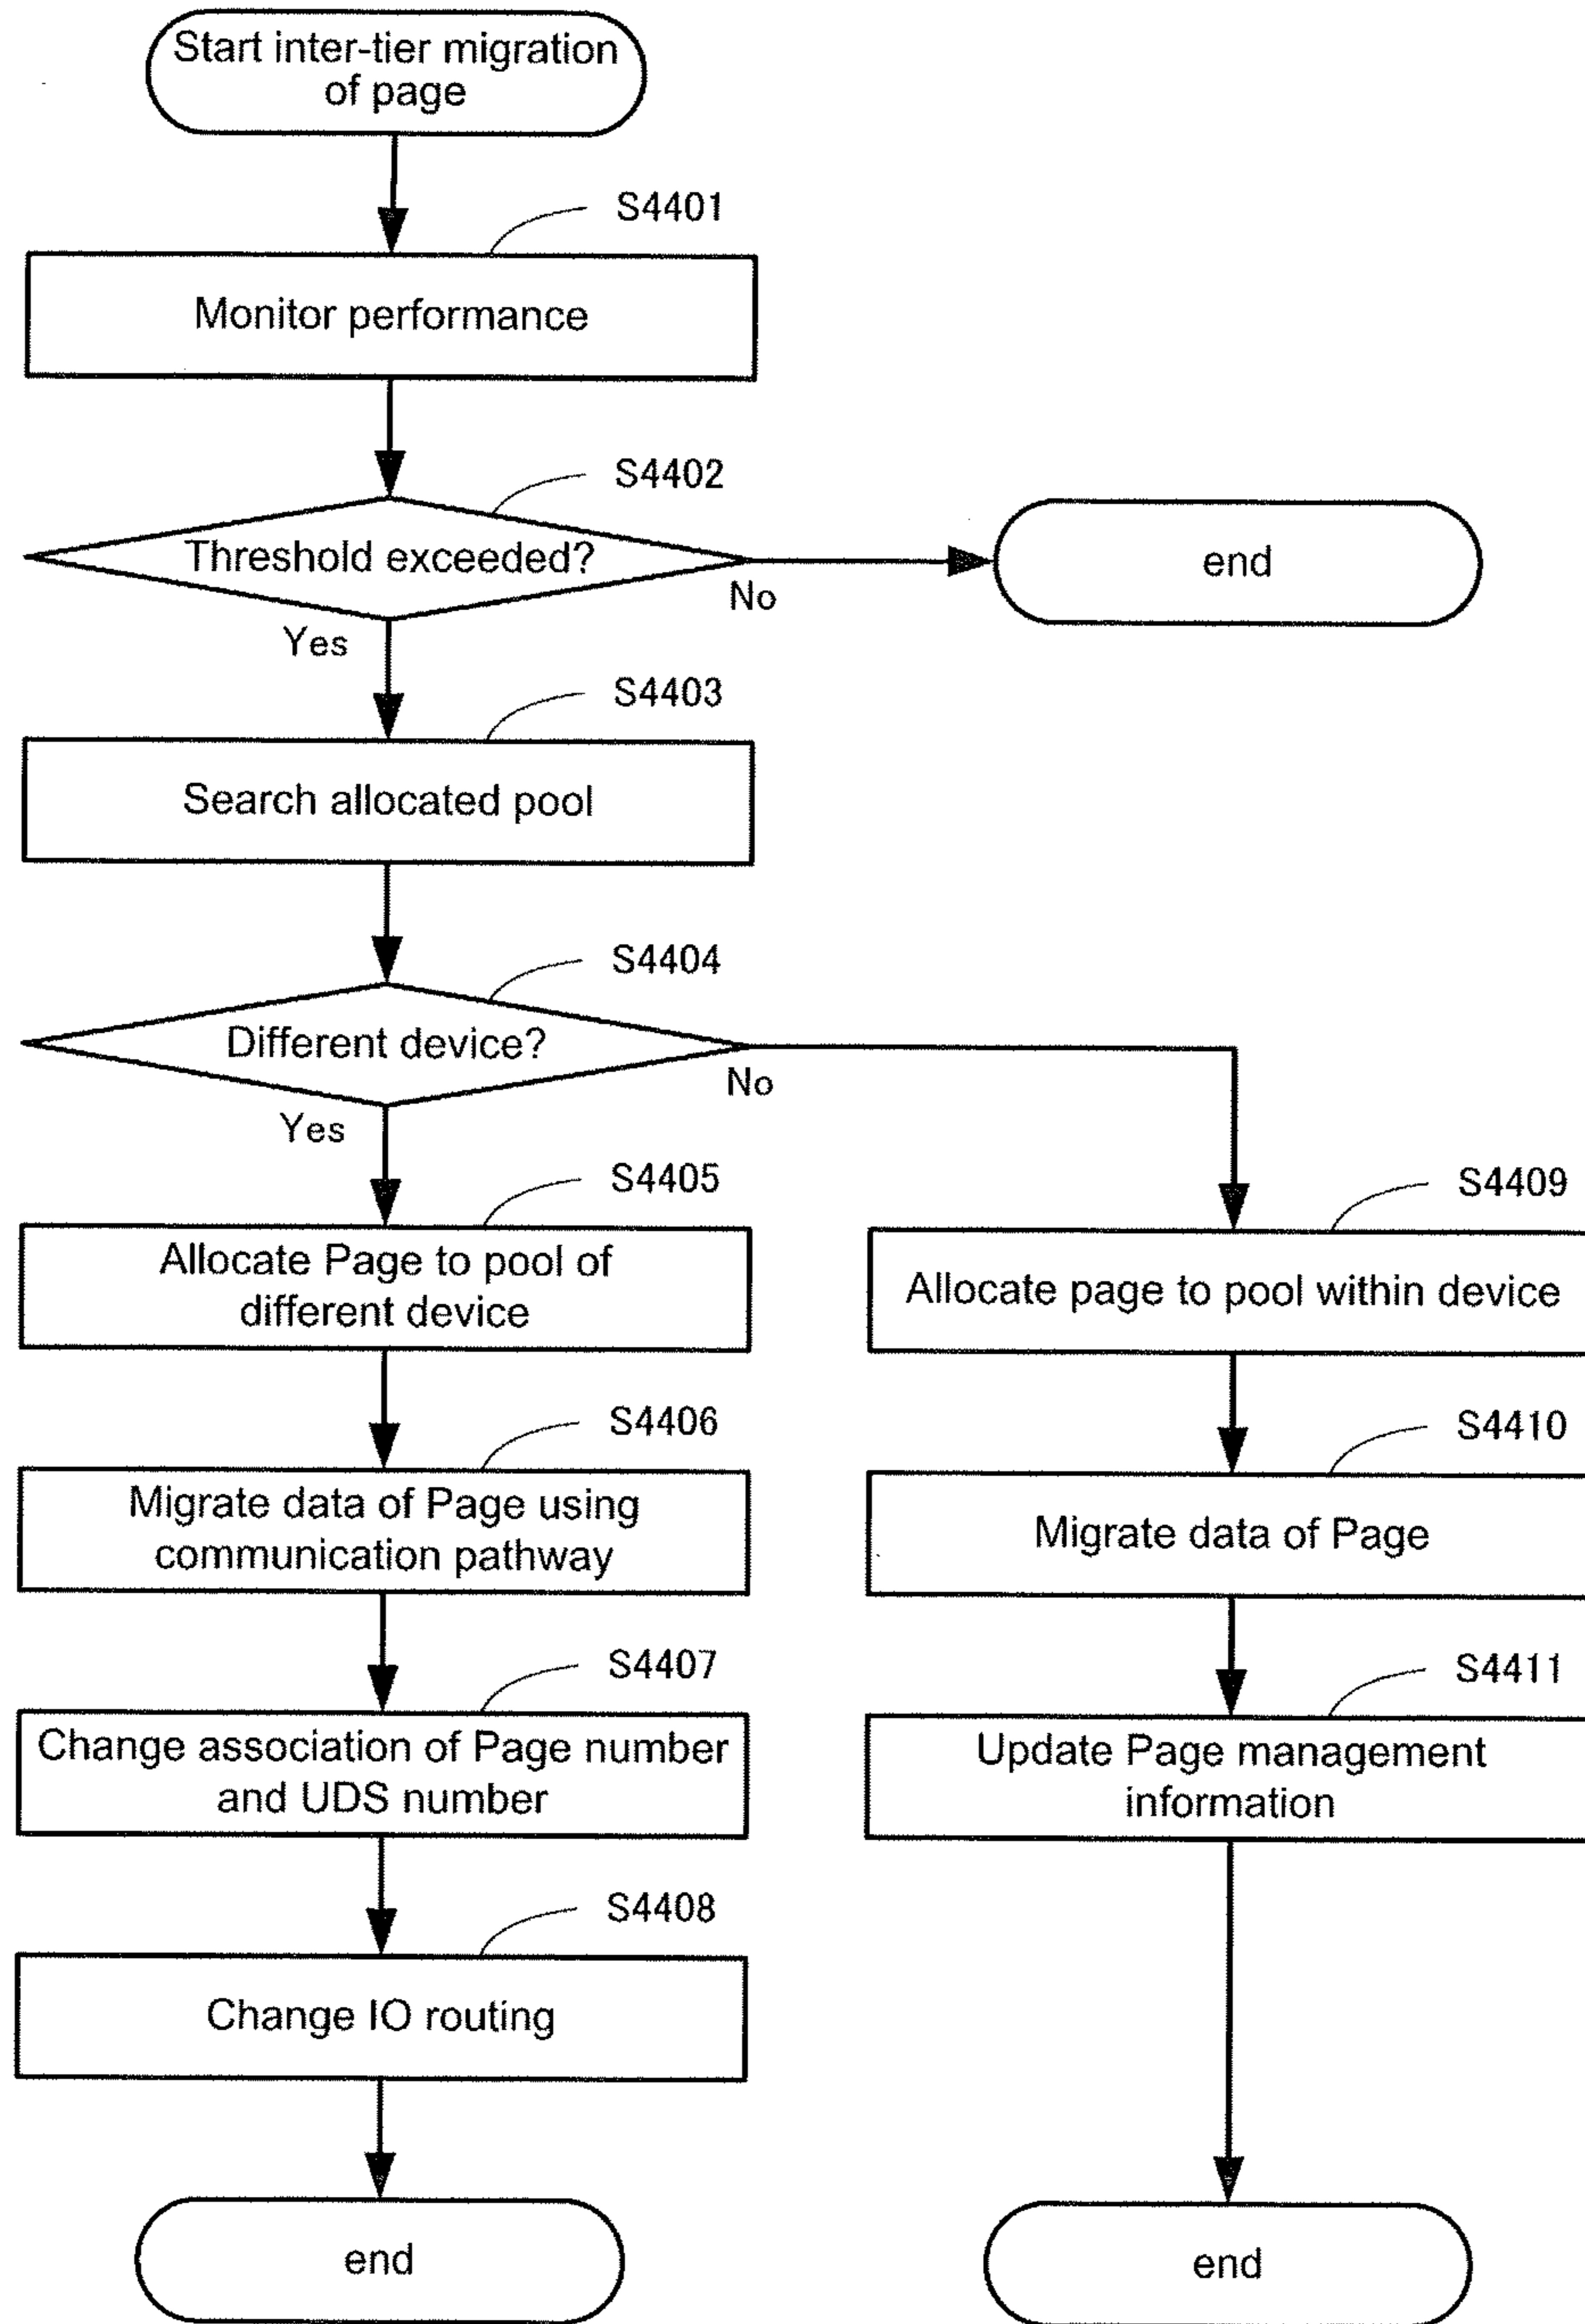 Start inter-tier migration
of page
S4401
Monitor performance
S4402
Threshold exceeded?
end
No
Yes
S4403
Search allocated pool
S4404
Different device?
No
Yes
S4405
Allocate Page to pool of
different device
S4409
Allocate page to pool within device
S4406
Migrate data of Page using
communication pathway
S4410
Migrate data of Page
S4407
Change association of Page number
and UDS number
S4411
Update Page management
information
S4408
Change IO routing
end
end